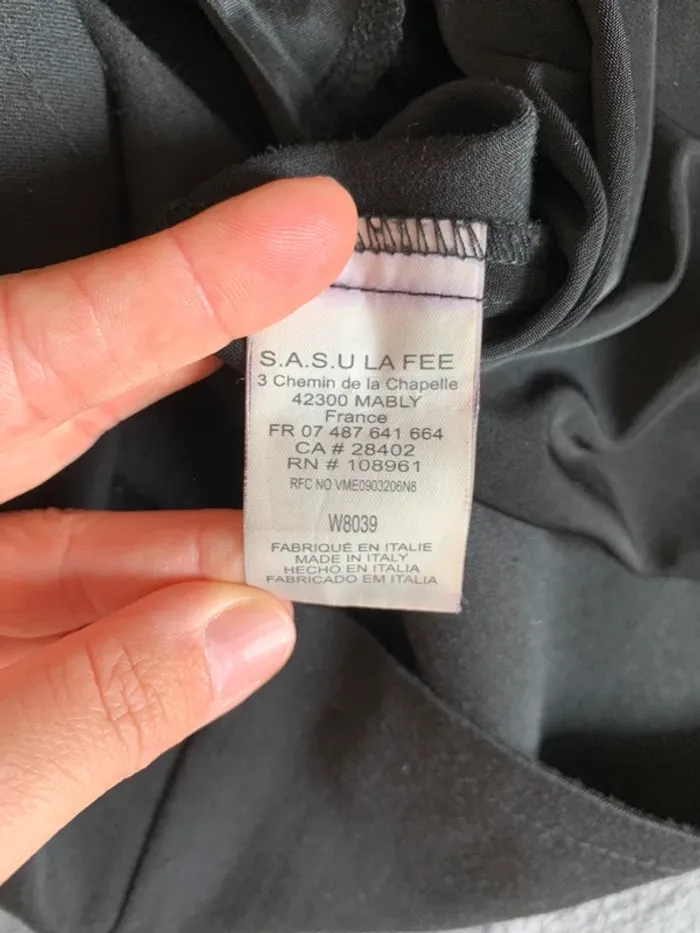 S.A.S.U LA FEE
3 Chemin de la Chapelle
42300 MABLY
France
FR 07 487 641 664
CA # 28402
RN # 108961
RFC NO VME0903206N8
W8039
FABRIQUÉ EN ITALIE
MADE IN ITALY
HECHO EN ITALIA
FABRICADO EM ITALIA